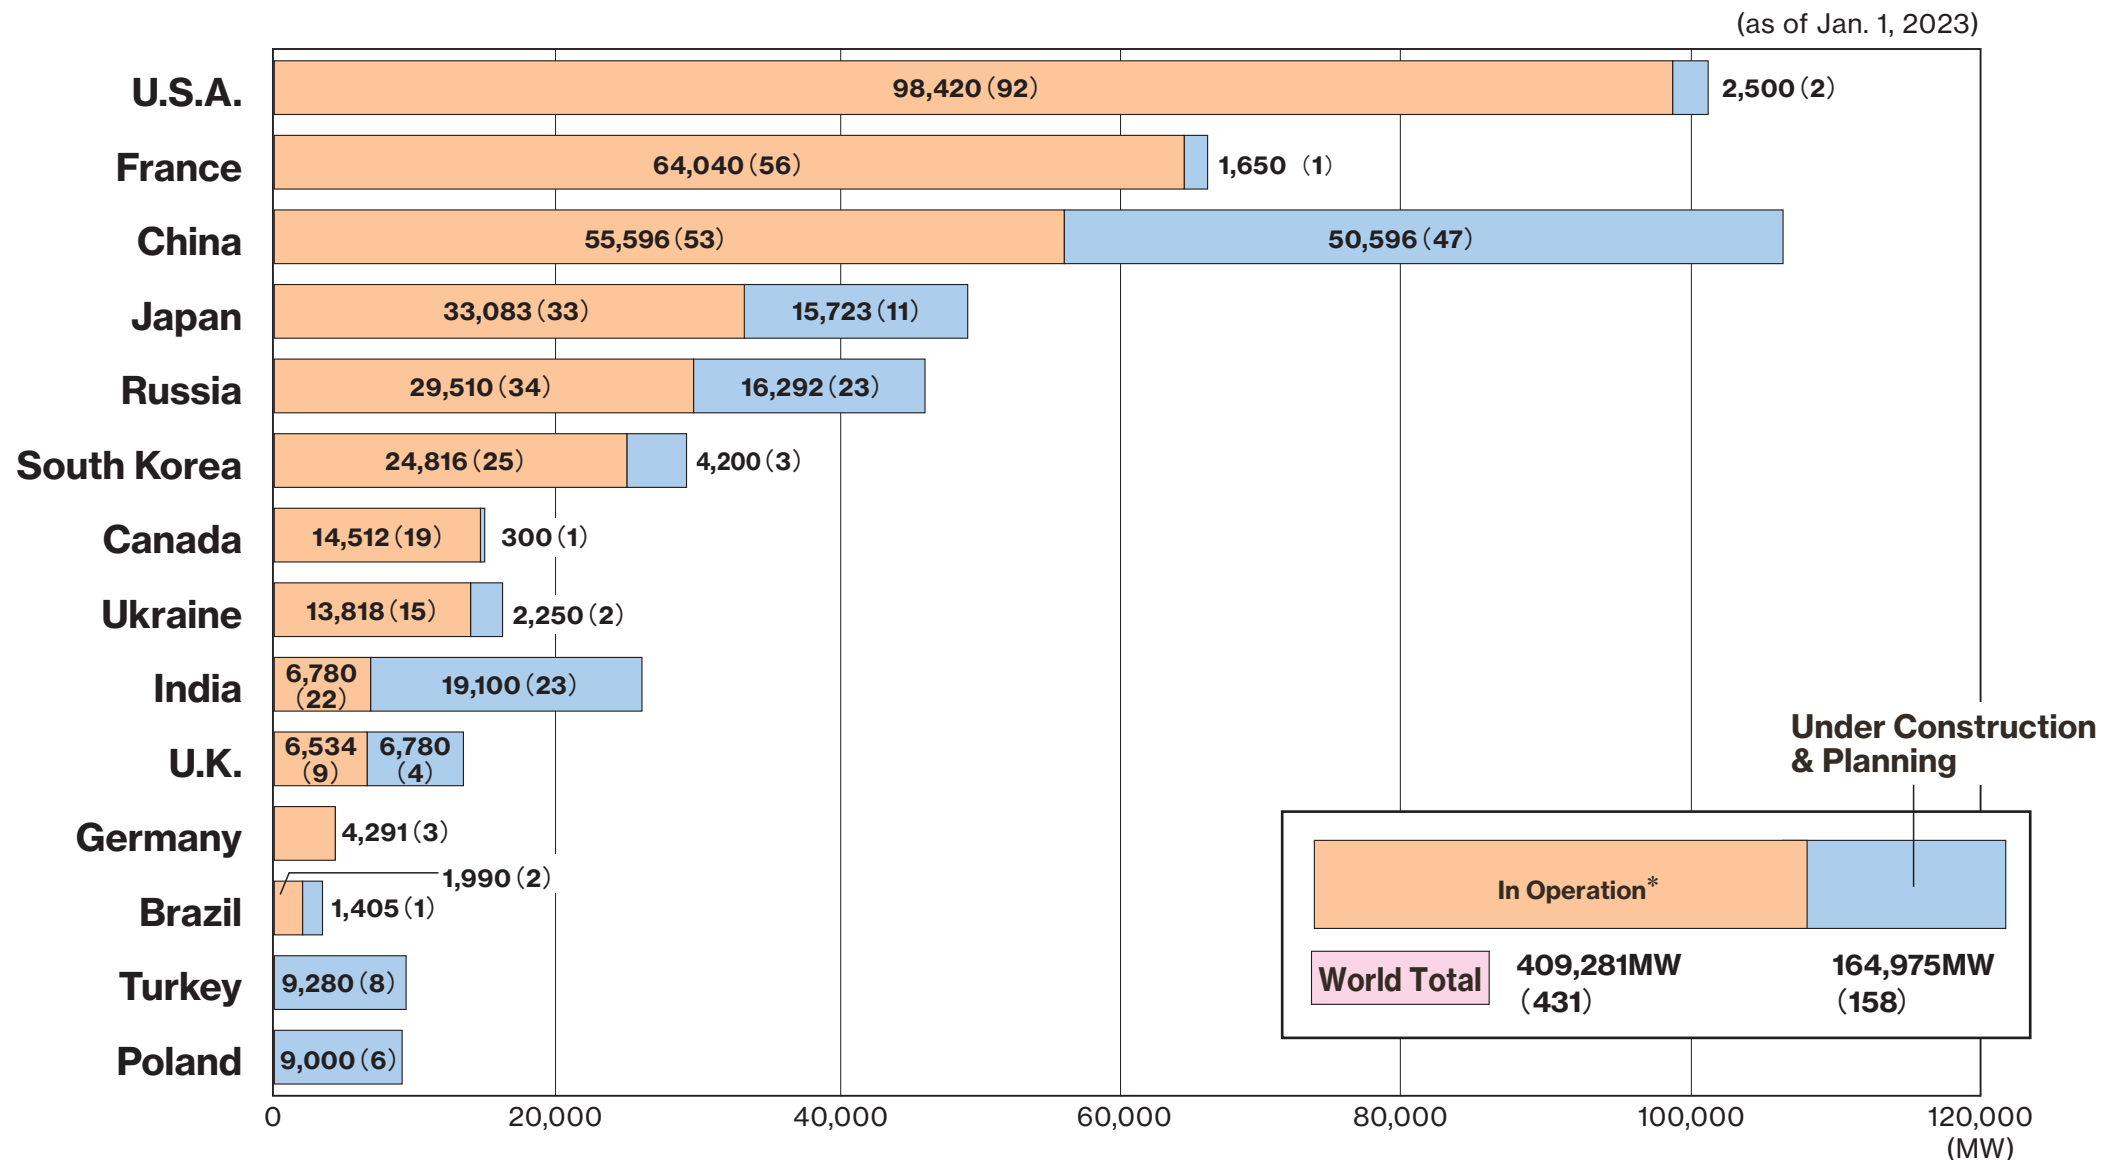 (as of Jan. 1, 2023)
U.S.A.
98,420(92)
2,500(2)
France
64,040(56)
1,650 (1)
China
55,596(53)
50,596(47)
Japan
33,083(33)
15,723(11)
Russia
29,510(34)
16,292(23)
South Korea
24,816(25)
4,200(3)
Canada
14,512(19)
300(1)
Ukraine
13,818(15)
2,250(2)
India
6,780
(22)
19,100(23)
U.K.
6,534
(9)
6,780
(4)
Germany
4,291(3)
Brazil
1,990(2)
1,405(1)
Turkey
9,280(8)
Poland
9,000(6)
Under Construction
& Planning
In Operation*
World Total
409,281MW
(431)
164,975MW
(158)
0
20,000
40,000
60,000
80,000
100,000
120,000
(MW)